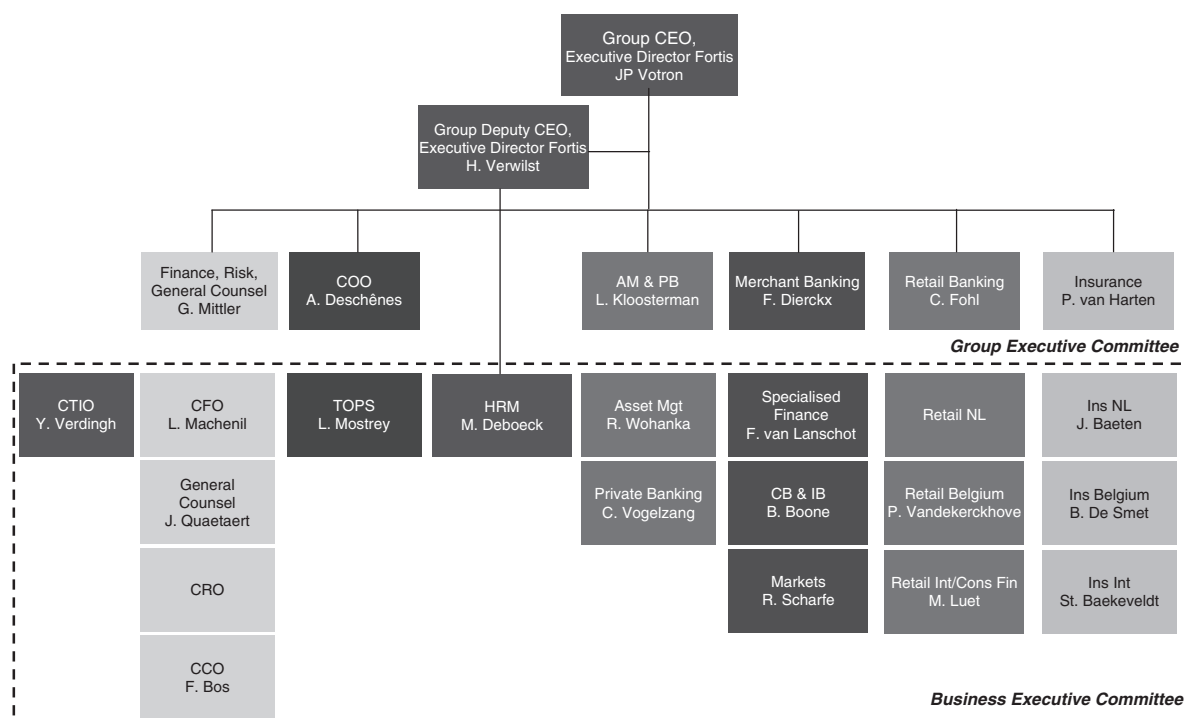 Group CEO,
Executive Director Fortis
JP Votron
Group Deputy CEO,
Executive Director Fortis
H. Verwilst
Finance, Risk,
General Counsel
G. Mittler
COO
A. Deschênes
AM & PB
L. Kloosterman
Merchant Banking
F. Dierckx
Retail Banking
C. Fohl
Insurance
P. van Harten
Group Executive Committee
CTIO
Y. Verdingh
CFO
L. Machenil
TOPS
L. Mostrey
HRM
M. Deboeck
Asset Mgt
R. Wohanka
Specialised
Finance
F. van Lanschot
Retail NL
Ins NL
J. Baeten
General
Counsel
J. Quaetaert
Private Banking
C. Vogelzang
CB & IB
B. Boone
Retail Belgium
P. Vandekerckhove
Ins Belgium
B. De Smet
CRO
Markets
R. Scharfe
Retail Int/Cons Fin
M. Luet
Ins Int
St. Baekeveldt
CCO
F. Bos
Business Executive Committee